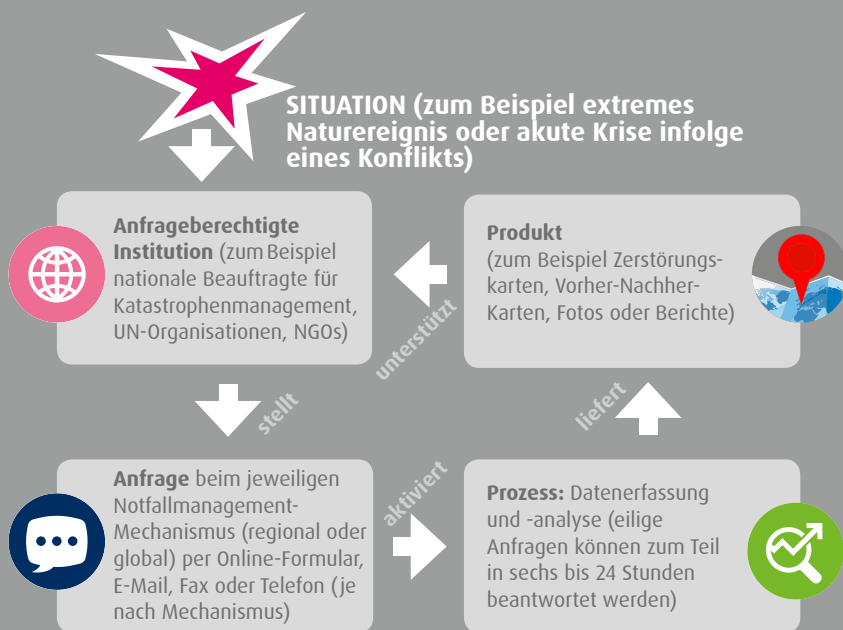 SITUATION (zum Beispiel extremes
Naturereignis oder akute Krise infolge
eines Konflikts)
Anfrageberechtigte
Institution (zum Beispiel
nationale Beauftragte für
Katastrophenmanagement,
UN-Organisationen, NGOs)
stellt
Anfrage beim jeweiligen
Notfallmanagement-
Mechanismus (regional oder
global) per Online-Formular,
E-Mail, Fax oder Telefon (je
nach Mechanismus)
aktiviert
Prozess: Datenerfassung
und -analyse (eilige
Anfragen können zum Teil
in sechs bis 24 Stunden
beantwortet werden)
liefert
Produkt
(zum Beispiel Zerstörungs-
karten, Vorher-Nachher-
Karten, Fotos oder Berichte)
unterstützt